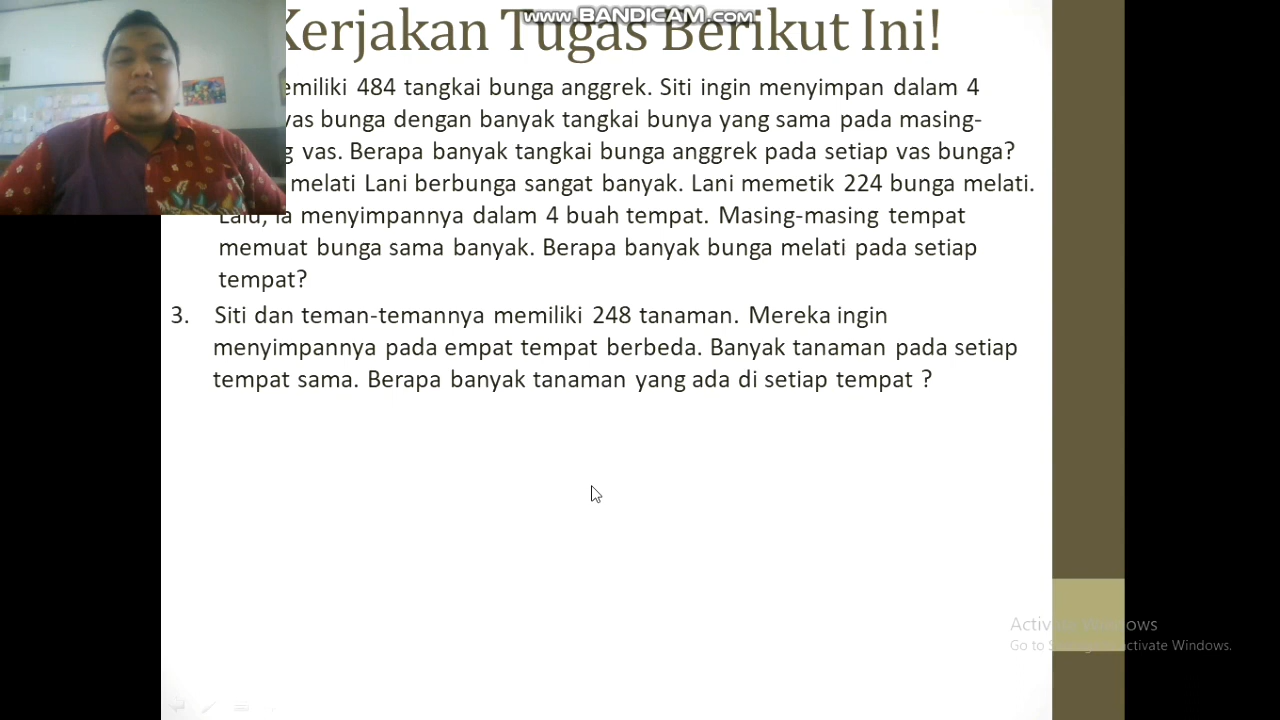 www.BANDICAM.com
Kerjakan Tugas Berikut Ini!
emiliki 484 tangkai bunga anggrek. Siti ingin menyimpan dalam 4
vas bunga dengan banyak tangkai bunya yang sama pada masing-
g vas. Berapa banyak tangkai bunga anggrek pada setiap vas bunga?
melati Lani berbunga sangat banyak. Lani memetik 224 bunga melati.
Lalu, ia menyimpannya dalam 4 buah tempat. Masing-masing tempat
memuat bunga sama banyak. Berapa banyak bunga melati pada setiap
tempat?
3. Siti dan teman-temannya memiliki 248 tanaman. Mereka ingin
menyimpannya pada empat tempat berbeda. Banyak tanaman pada setiap
tempat sama. Berapa banyak tanaman yang ada di setiap tempat ?
Activate Windows
Go to Settings to activate Windows.